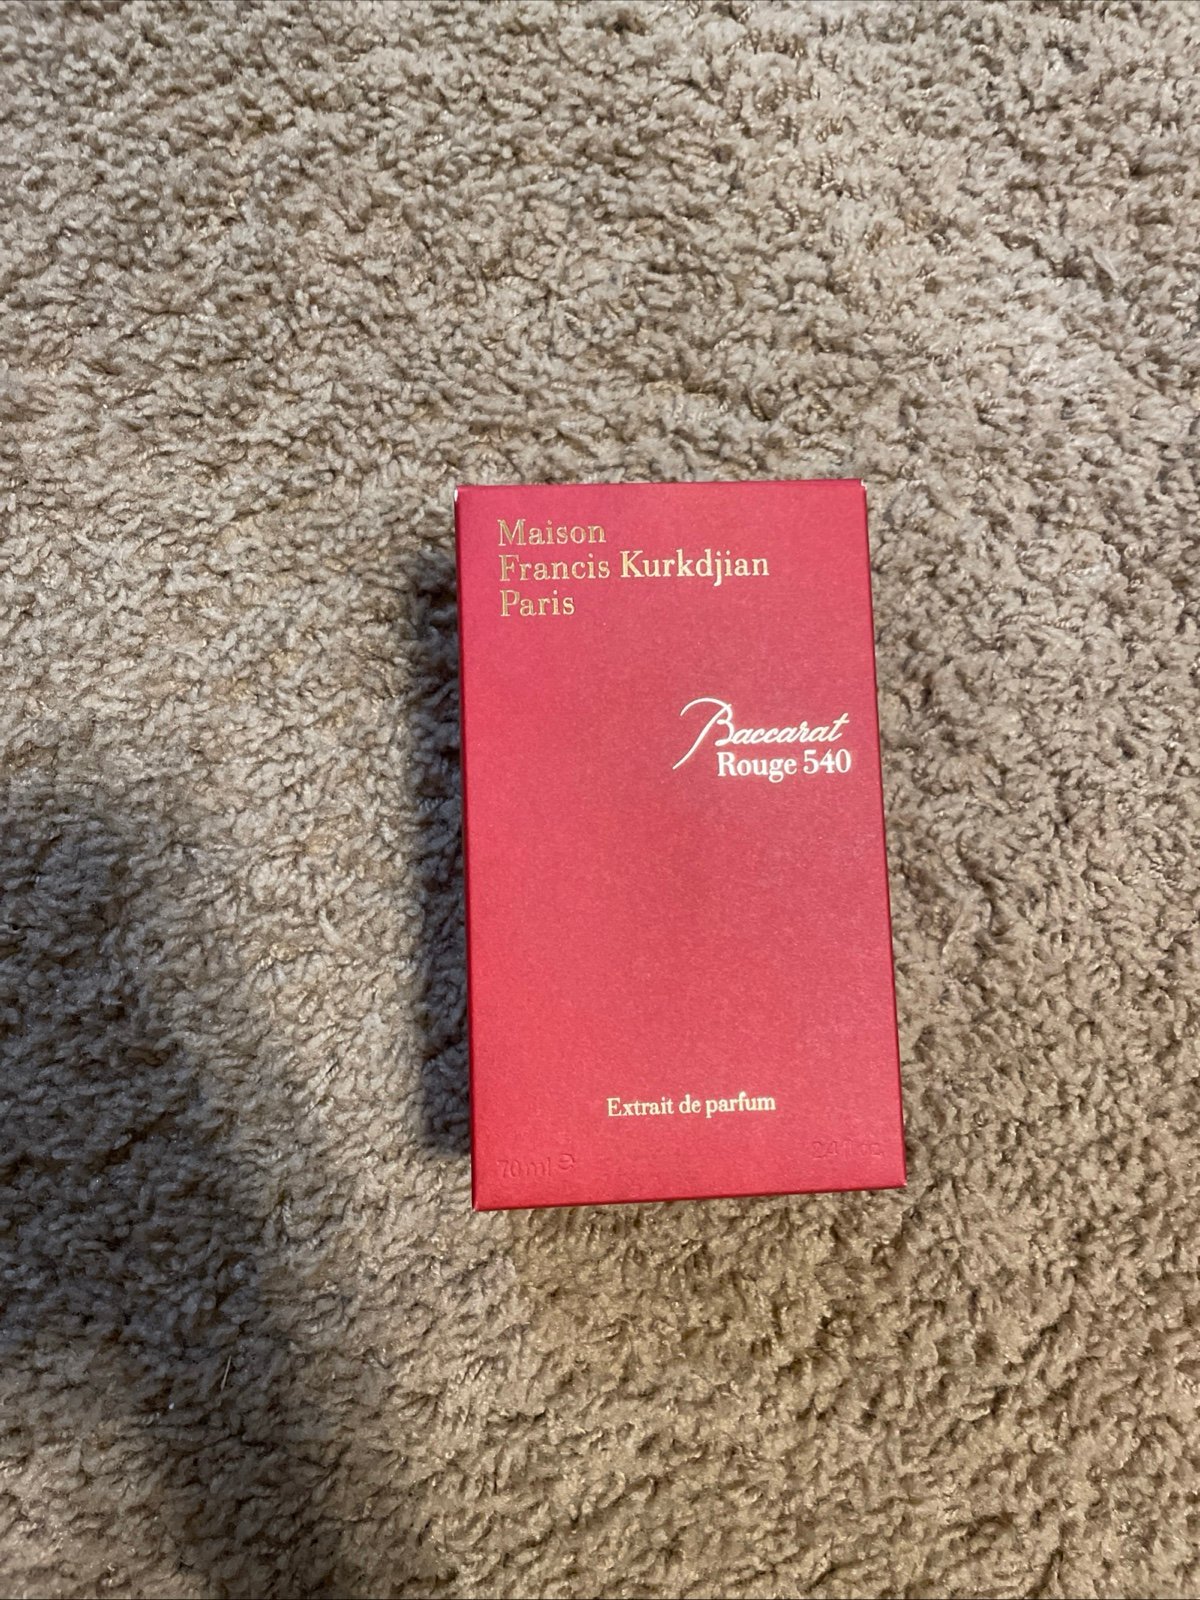 Maison
Francis Kurkdjian
Paris
Baccarat
Rouge 540
Extrait de parfum
70 ml ℮ 2.4 fl oz.